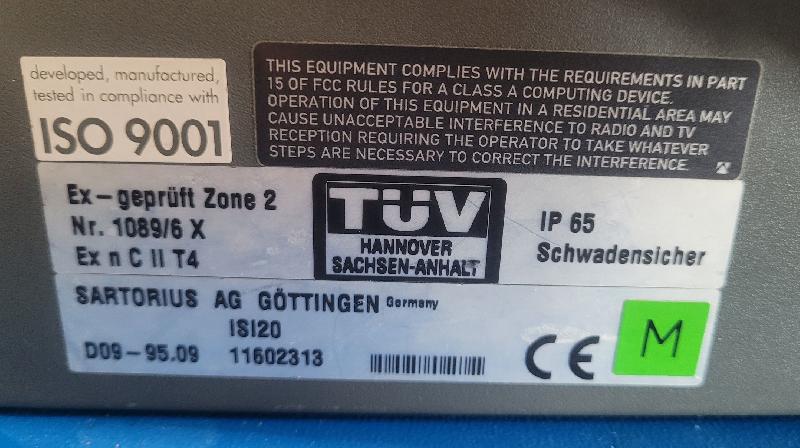 developed, manufactured,
tested in compliance with
ISO 9001
THIS EQUIPMENT COMPLIES WITH THE REQUIREMENTS IN PART
15 OF FCC RULES FOR A CLASS A COMPUTING DEVICE.
OPERATION OF THIS EQUIPMENT IN A RESIDENTIAL AREA MAY
CAUSE UNACCEPTABLE INTERFERENCE TO RADIO AND TV
RECEPTION REQUIRING THE OPERATOR TO TAKE WHATEVER
STEPS ARE NECESSARY TO CORRECT THE INTERFERENCE.
Ex-geprüft Zone 2
Nr. 1089/6 X
Ex n C II T4
TÜV
HANNOVER
SACHSEN-ANHALT
IP 65
Schwadensicher
SARTORIUS AG GÖTTINGEN Germany
ISI20
D09-95.09 11602313
CE
M